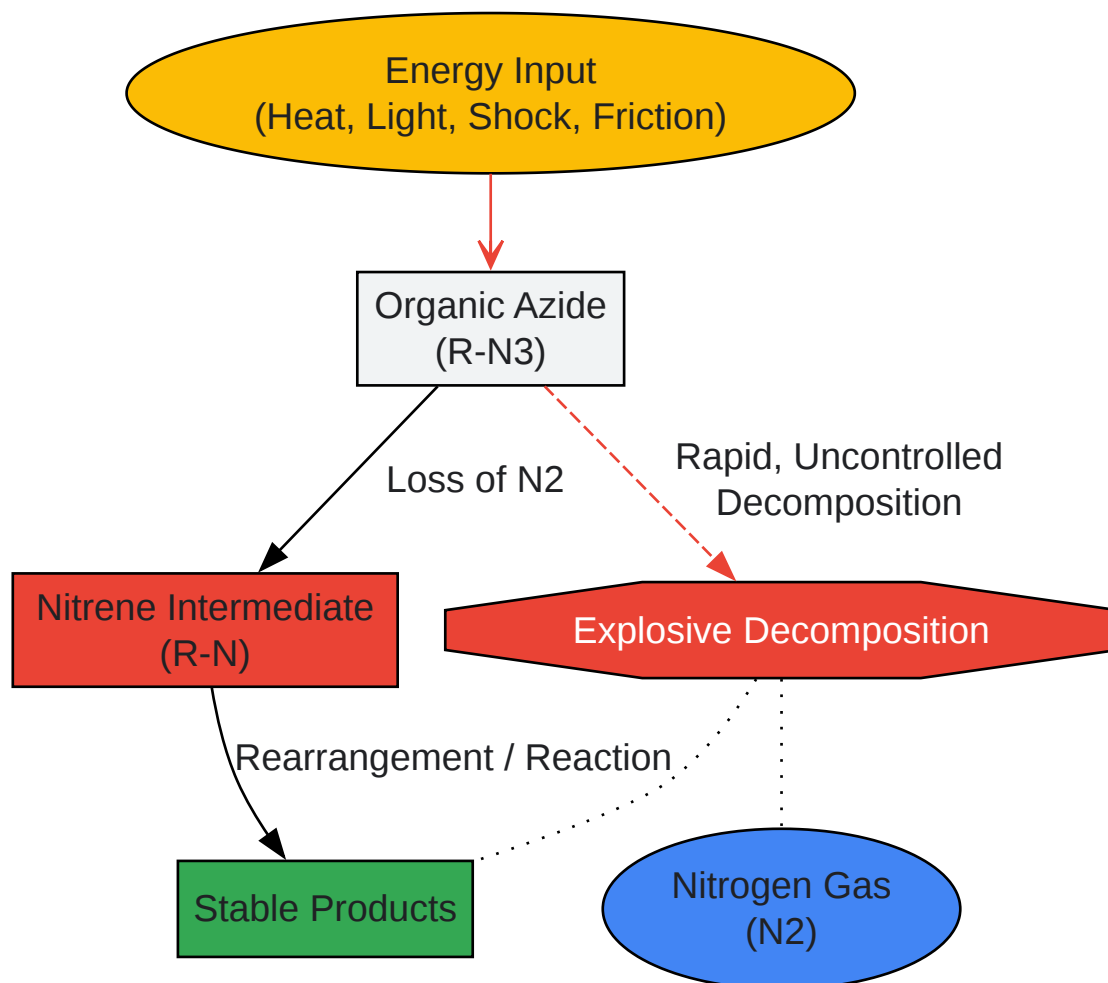 Energy Input
(Heat, Light, Shock, Friction)
Organic Azide
(R-N3)
Loss of N2
Rapid, Uncontrolled
Decomposition
Nitrene Intermediate
(R-N)
Explosive Decomposition
Rearrangement / Reaction
Stable Products
Nitrogen Gas
(N2)